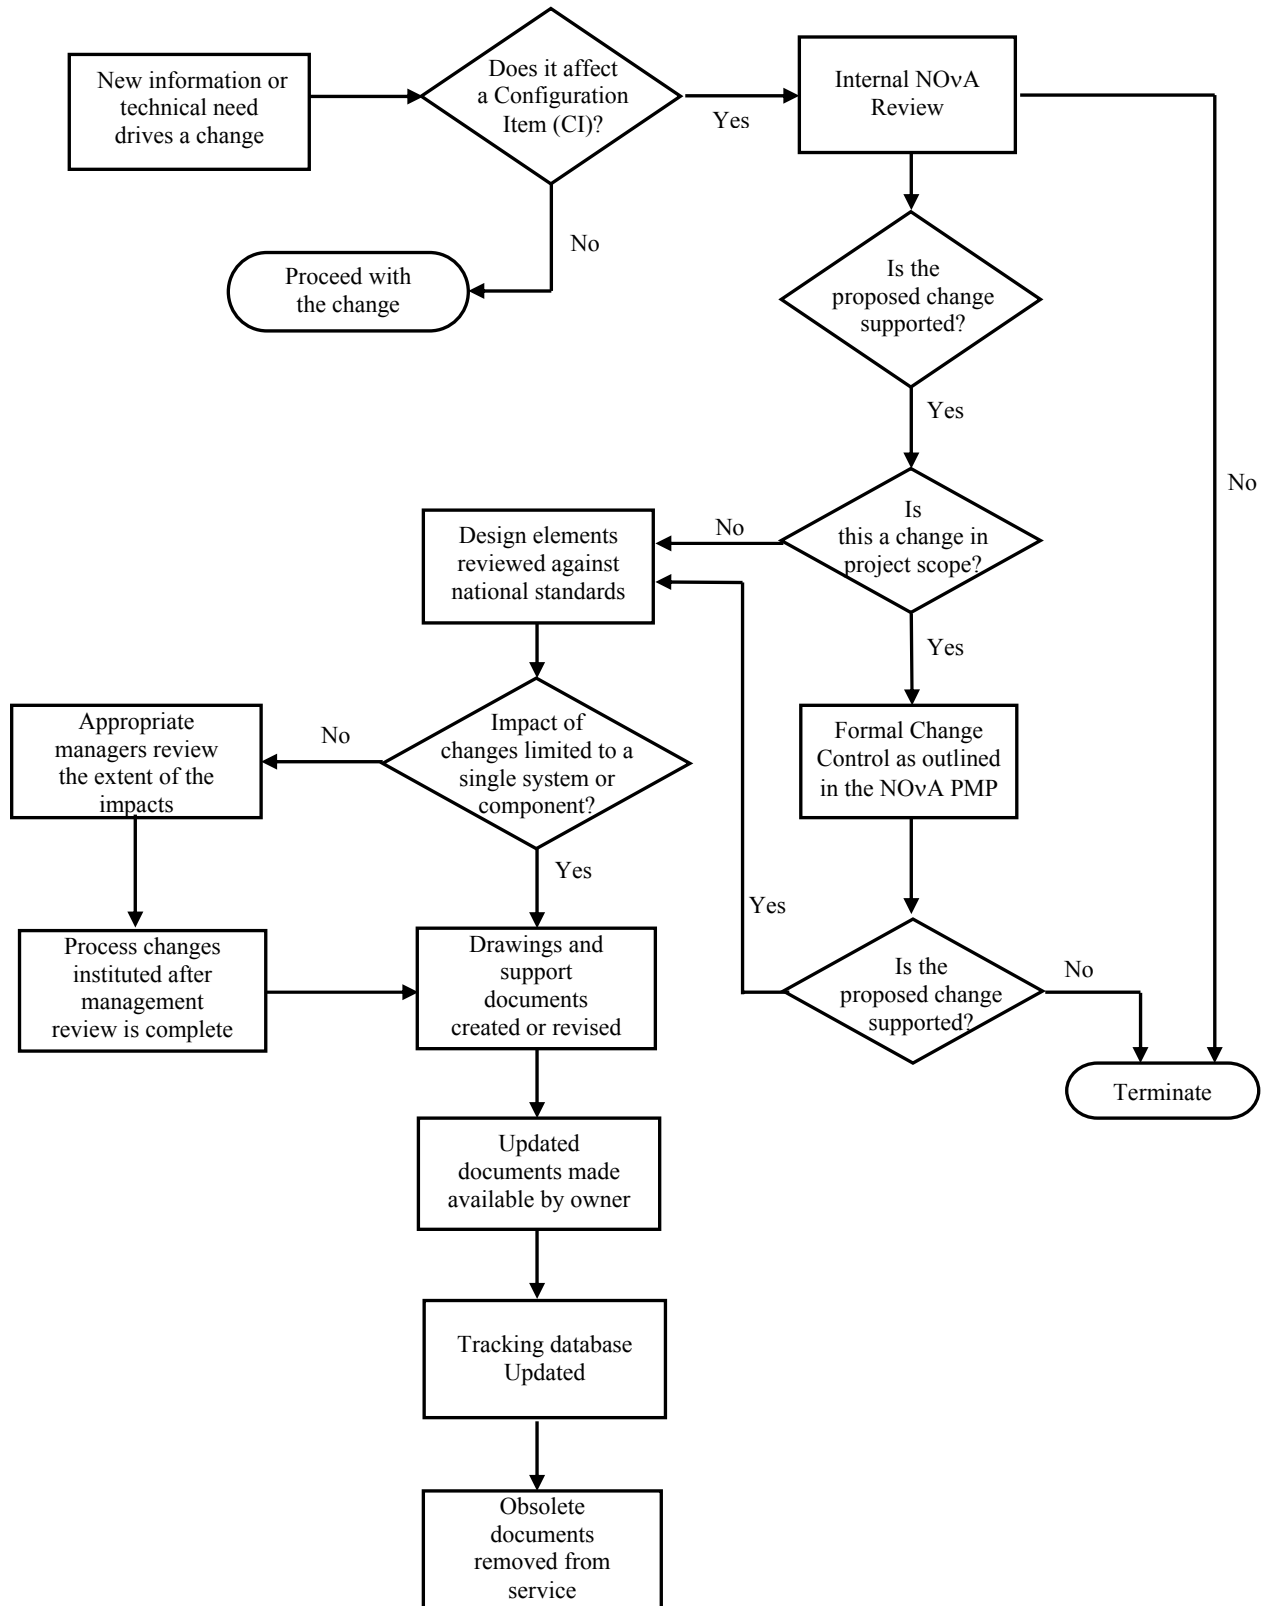 New information or
technical need
drives a change
Does it affect
a Configuration
Item (CI)?
Yes
Internal NOνA
Review
No
Proceed with
the change
Is the
proposed change
supported?
Yes
No
Is
this a change in
project scope?
No
Design elements
reviewed against
national standards
Yes
Appropriate
managers review
the extent of the
impacts
No
Impact of
changes limited to a
single system or
component?
Formal Change
Control as outlined
in the NOνA PMP
Yes
Yes
Process changes
instituted after
management
review is complete
Drawings and
support
documents
created or revised
Is the
proposed change
supported?
No
Terminate
Updated
documents made
available by owner
Tracking database
Updated
Obsolete
documents
removed from
service